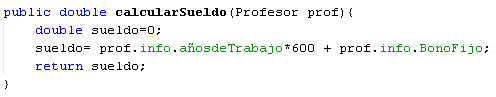 public double calcularSueldo(Profesor prof){
double sueldo=0;
sueldo= prof.info.añosdeTrabajo*600 + prof.info.BonoFijo;
return sueldo;
}